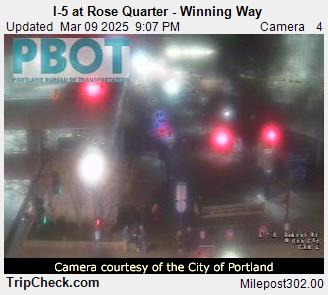 I-5 at Rose Quarter - Winning Way
Updated Mar 09 2025 9:07 PM Camera 4
PBOT
PORTLAND BUREAU OF TRANSPORTATION
Camera courtesy of the City of Portland
TripCheck.com Milepost302.00